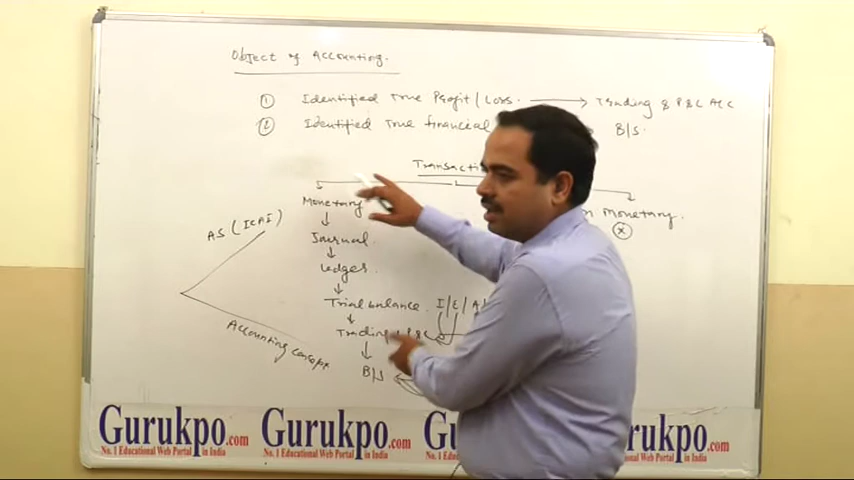 Object of Accounting.
① Identified True Profit / Loss. → Trading & P&L A/C
② Identified True financial B/S.
Transacti
Monetary
n Monetary.
AS (ICAI)
Journal.
Ledger.
Trial balance. I/E/A/
Trading P&L
Accounting concept
B/S
Gurukpo.com
No. 1 Educational Web Portal in India
Gurukpo.com
No. 1 Educational Web Portal in India
Gu
No. 1
rukpo.com
Web Portal in India